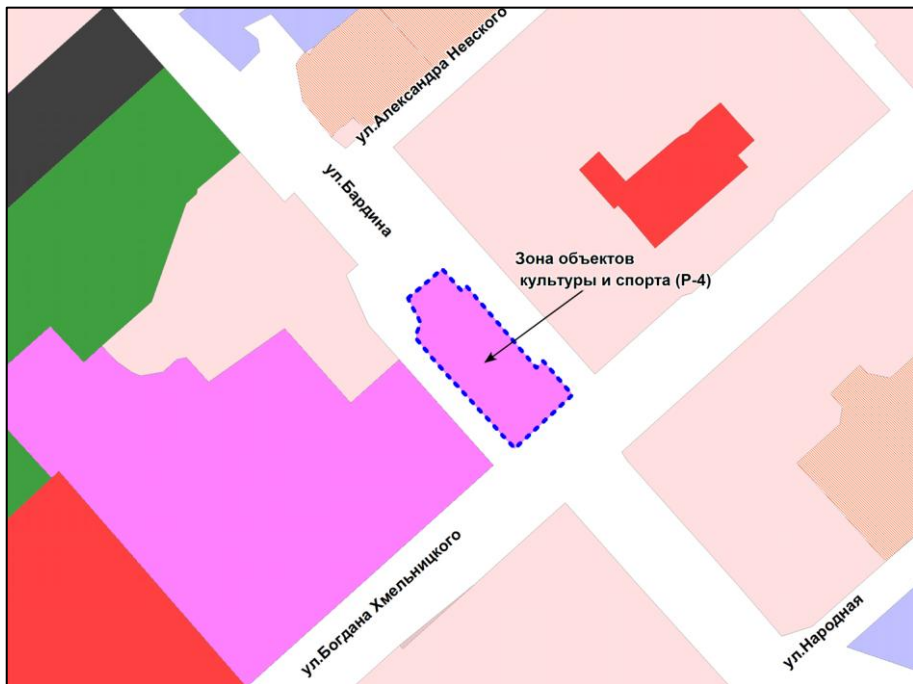 ул.Александра Невского
ул.Бардина
Зона объектов
культуры и спорта (Р-4)
ул.Богдана Хмельницкого
ул.Народная